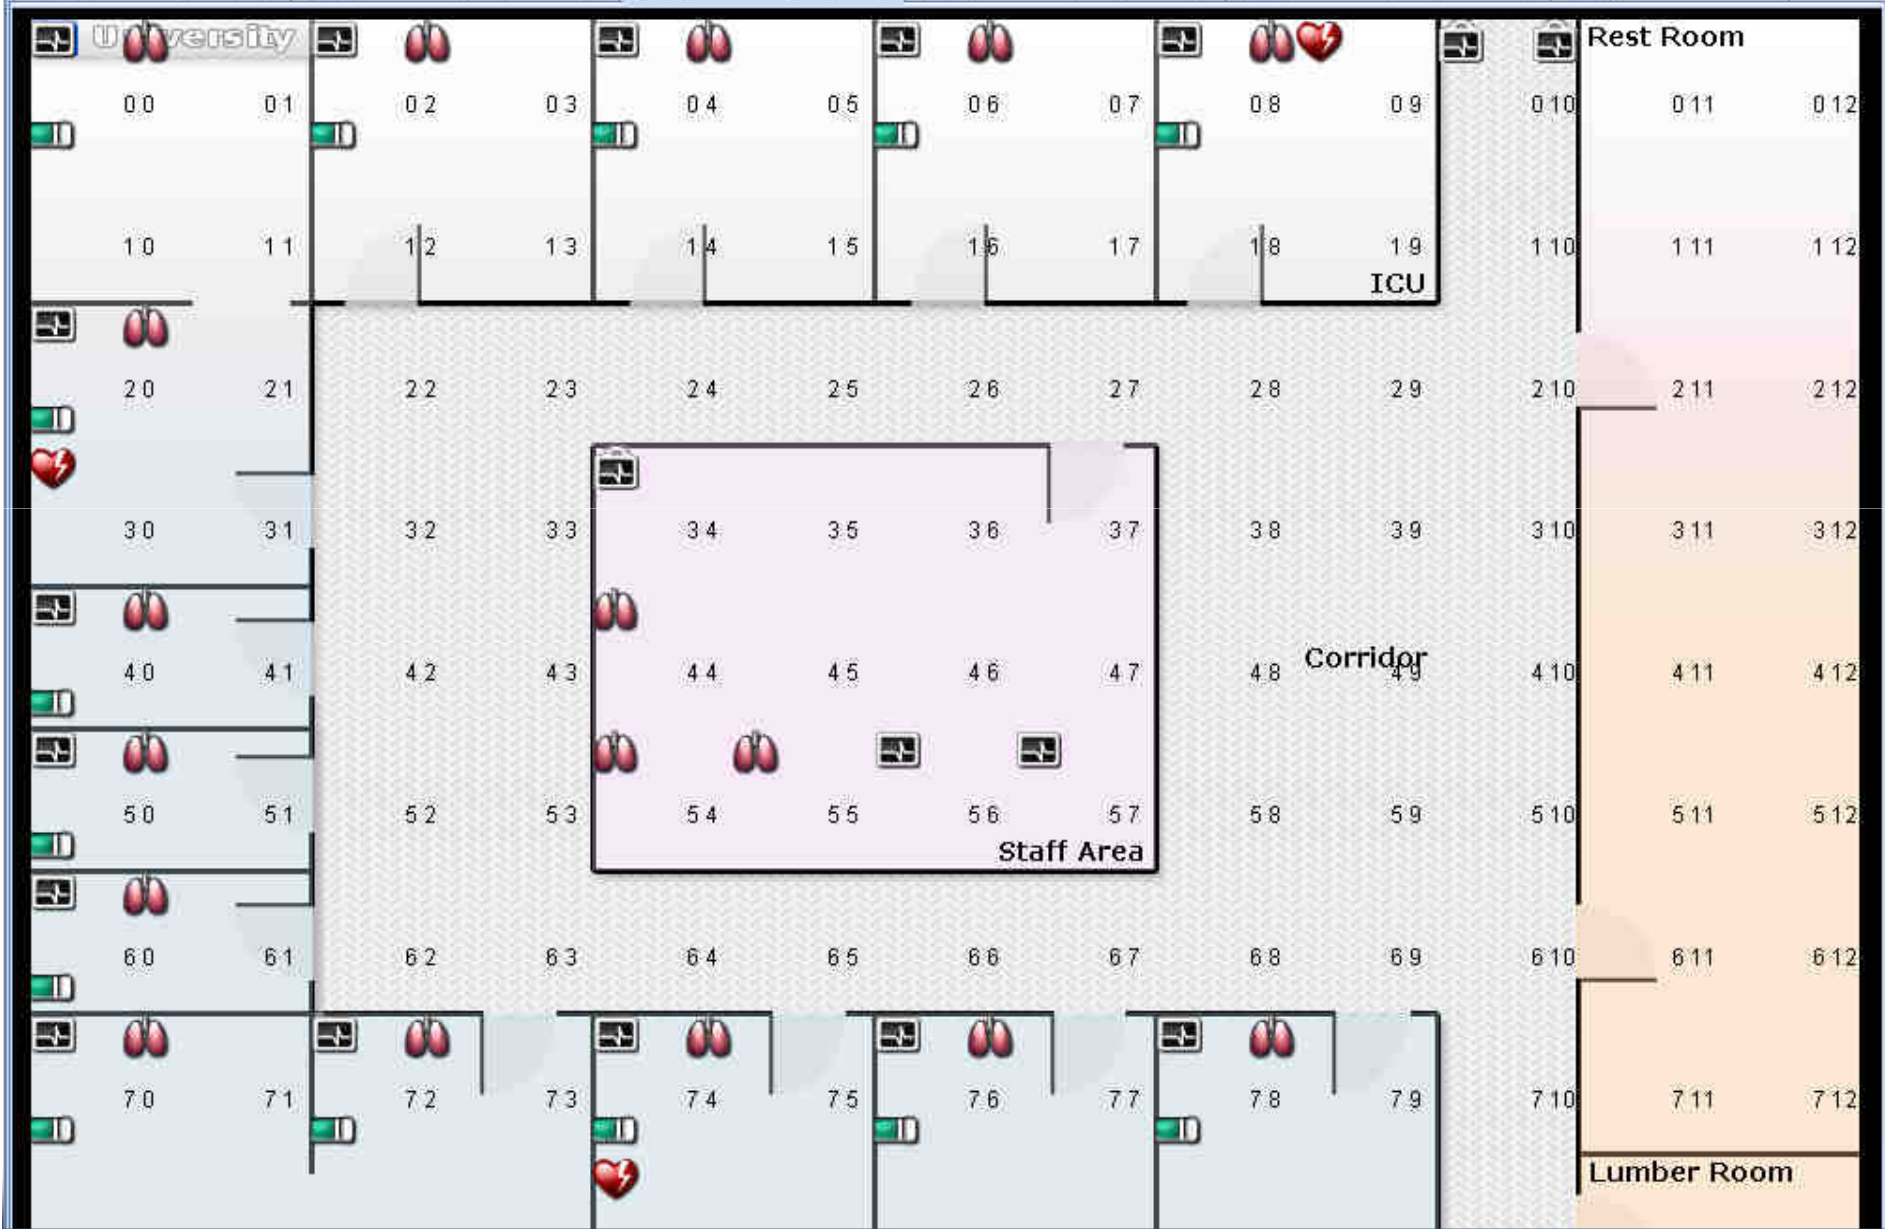 University
Rest Room
0 0 0 1 0 2 0 3 0 4 0 5 0 6 0 7 0 8 0 9 0 10 0 11 0 12
1 0 1 1 1 2 1 3 1 4 1 5 1 6 1 7 1 8 1 9 1 10 1 11 1 12
ICU
2 0 2 1 2 2 2 3 2 4 2 5 2 6 2 7 2 8 2 9 2 10 2 11 2 12
3 0 3 1 3 2 3 3 3 4 3 5 3 6 3 7 3 8 3 9 3 10 3 11 3 12
Corridor
4 0 4 1 4 2 4 3 4 4 4 5 4 6 4 7 4 8 4 9 4 10 4 11 4 12
5 0 5 1 5 2 5 3 5 4 5 5 5 6 5 7 5 8 5 9 5 10 5 11 5 12
Staff Area
6 0 6 1 6 2 6 3 6 4 6 5 6 6 6 7 6 8 6 9 6 10 6 11 6 12
7 0 7 1 7 2 7 3 7 4 7 5 7 6 7 7 7 8 7 9 7 10 7 11 7 12
Lumber Room